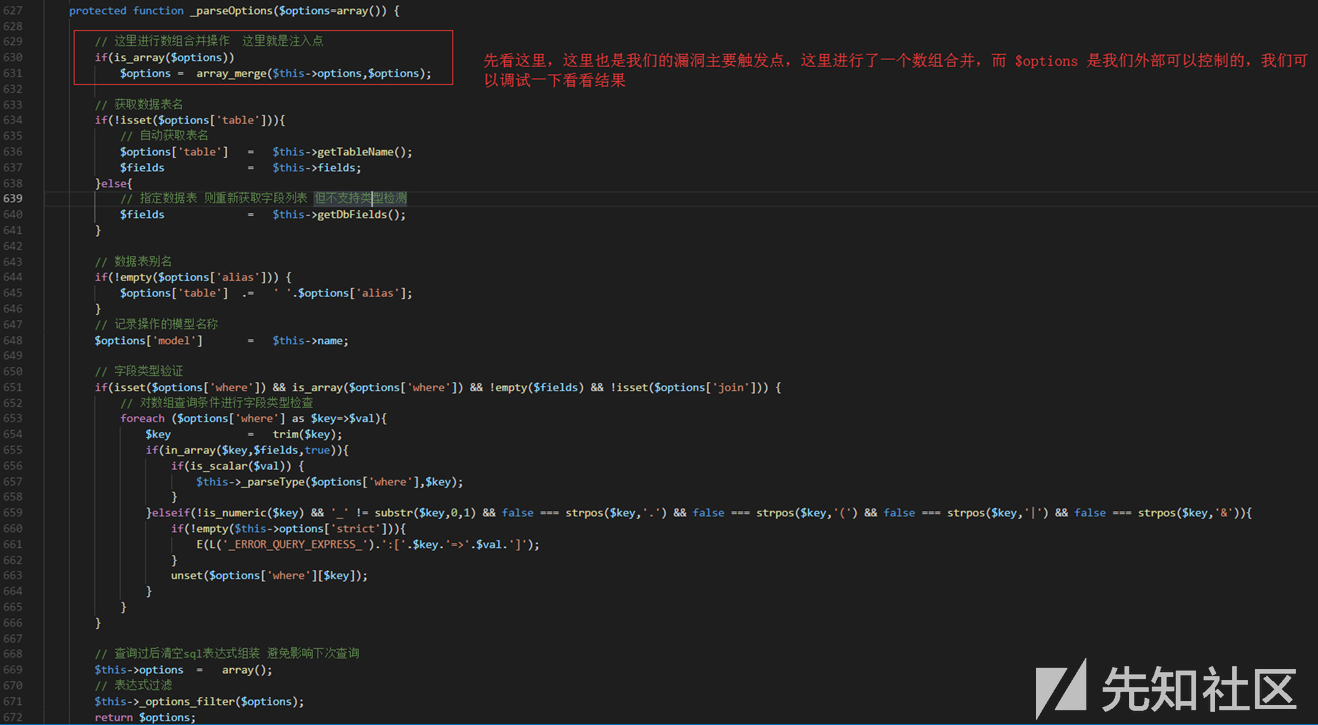 627 protected function _parseOptions($options=array()) {
628
629 // 这里进行数组合并操作  这里就是注入点
630 if(is_array($options))
631 $options =  array_merge($this->options,$options);
先看这里，这里也是我们的漏洞主要触发点，这里进行了一个数组合并，而 $options 是我们外部可以控制的，我们可
以调试一下看看结果
632
633 // 获取数据表名
634 if(!isset($options['table'])){
635 // 自动获取表名
636 $options['table']   =   $this->getTableName();
637 $fields             =   $this->fields;
638 }else{
639 // 指定数据表 则重新获取字段列表 但不支持类型检测
640 $fields             =   $this->getDbFields();
641 }
642
643 // 数据表别名
644 if(!empty($options['alias'])) {
645 $options['table']  .=   ' '.$options['alias'];
646 }
647 // 记录操作的模型名称
648 $options['model']       =   $this->name;
649
650 // 字段类型验证
651 if(isset($options['where']) && is_array($options['where']) && !empty($fields) && !isset($options['join'])) {
652 // 对数组查询条件进行字段类型检查
653 foreach ($options['where'] as $key=>$val){
654 $key            =   trim($key);
655 if(in_array($key,$fields,true)){
656 if(is_scalar($val)) {
657 $this->_parseType($options['where'],$key);
658 }
659 }elseif(!is_numeric($key) && '_' != substr($key,0,1) && false === strpos($key,'.') && false === strpos($key,'(') && false === strpos($key,'|') && false === strpos($key,'&')){
660 if(!empty($this->options['strict'])){
661 E(L('_ERROR_QUERY_EXPRESS_').':['.$key.'=>'.$val.']');
662 }
663 unset($options['where'][$key]);
664 }
665 }
666 }
667
668 // 查询过后清空sql表达式组装 避免影响下次查询
669 $this->options  =   array();
670 // 表达式过滤
671 $this->_options_filter($options);
672 return $options;
先知社区